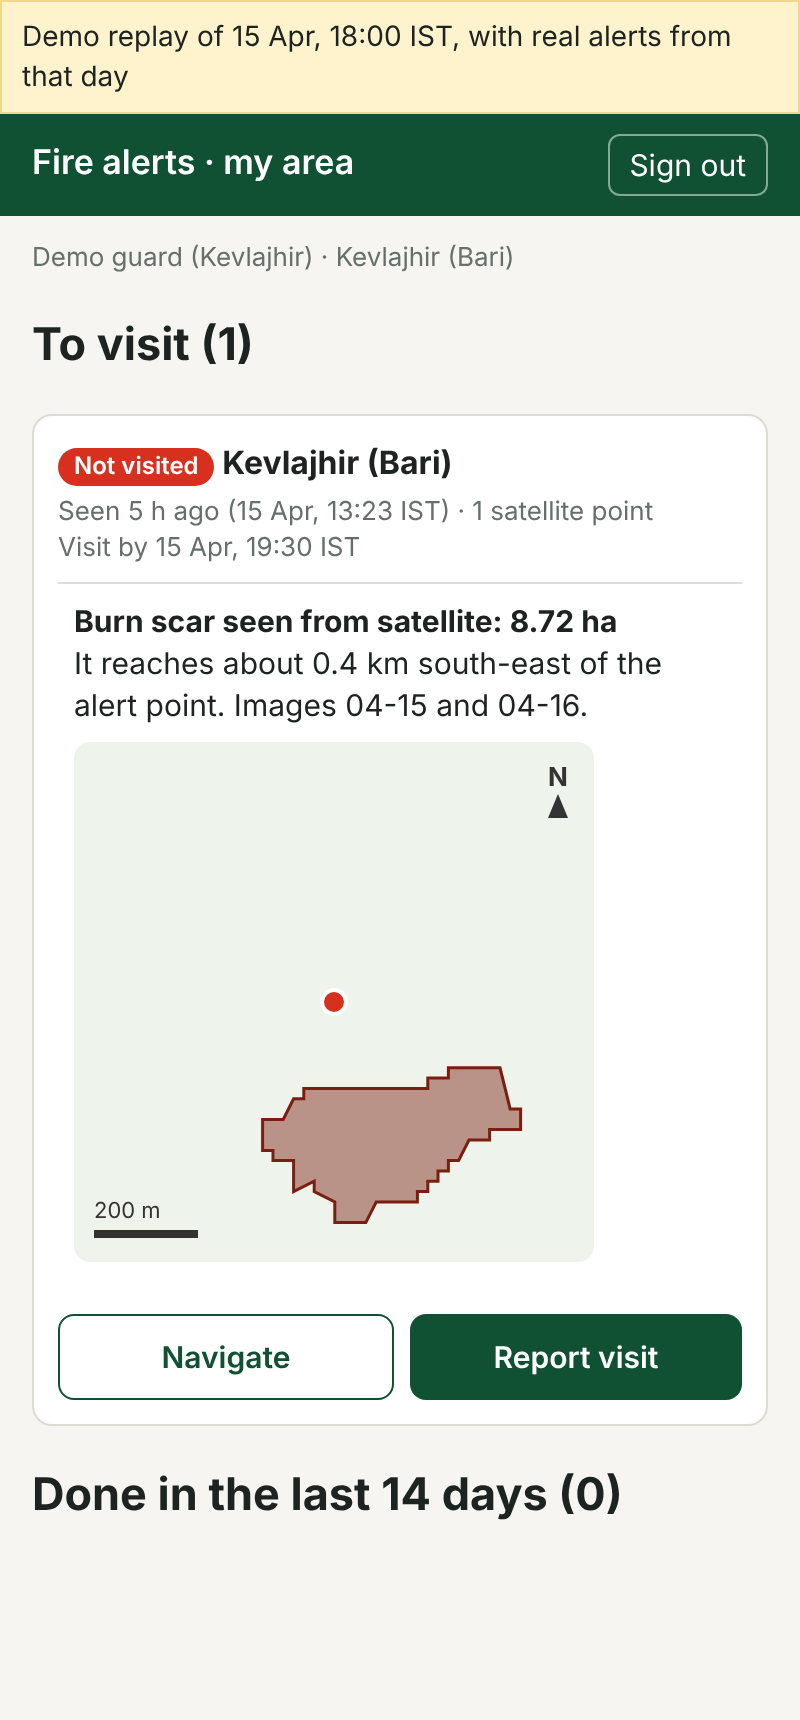 Demo replay of 15 Apr, 18:00 IST, with real alerts from
that day
Fire alerts · my area
Sign out
Demo guard (Kevlajhir) · Kevlajhir (Bari)
To visit (1)
Not visited Kevlajhir (Bari)
Seen 5 h ago (15 Apr, 13:23 IST) · 1 satellite point
Visit by 15 Apr, 19:30 IST
Burn scar seen from satellite: 8.72 ha
It reaches about 0.4 km south-east of the
alert point. Images 04-15 and 04-16.
N
200 m
Navigate
Report visit
Done in the last 14 days (0)